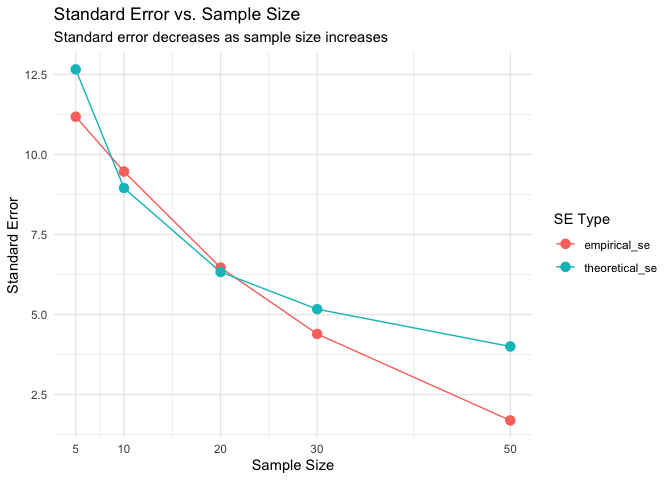 Standard Error vs. Sample Size
Standard error decreases as sample size increases
12.5
10.0
7.5
5.0
2.5
Standard Error
5 10 20 30 50
Sample Size
SE Type
empirical_se
theoretical_se